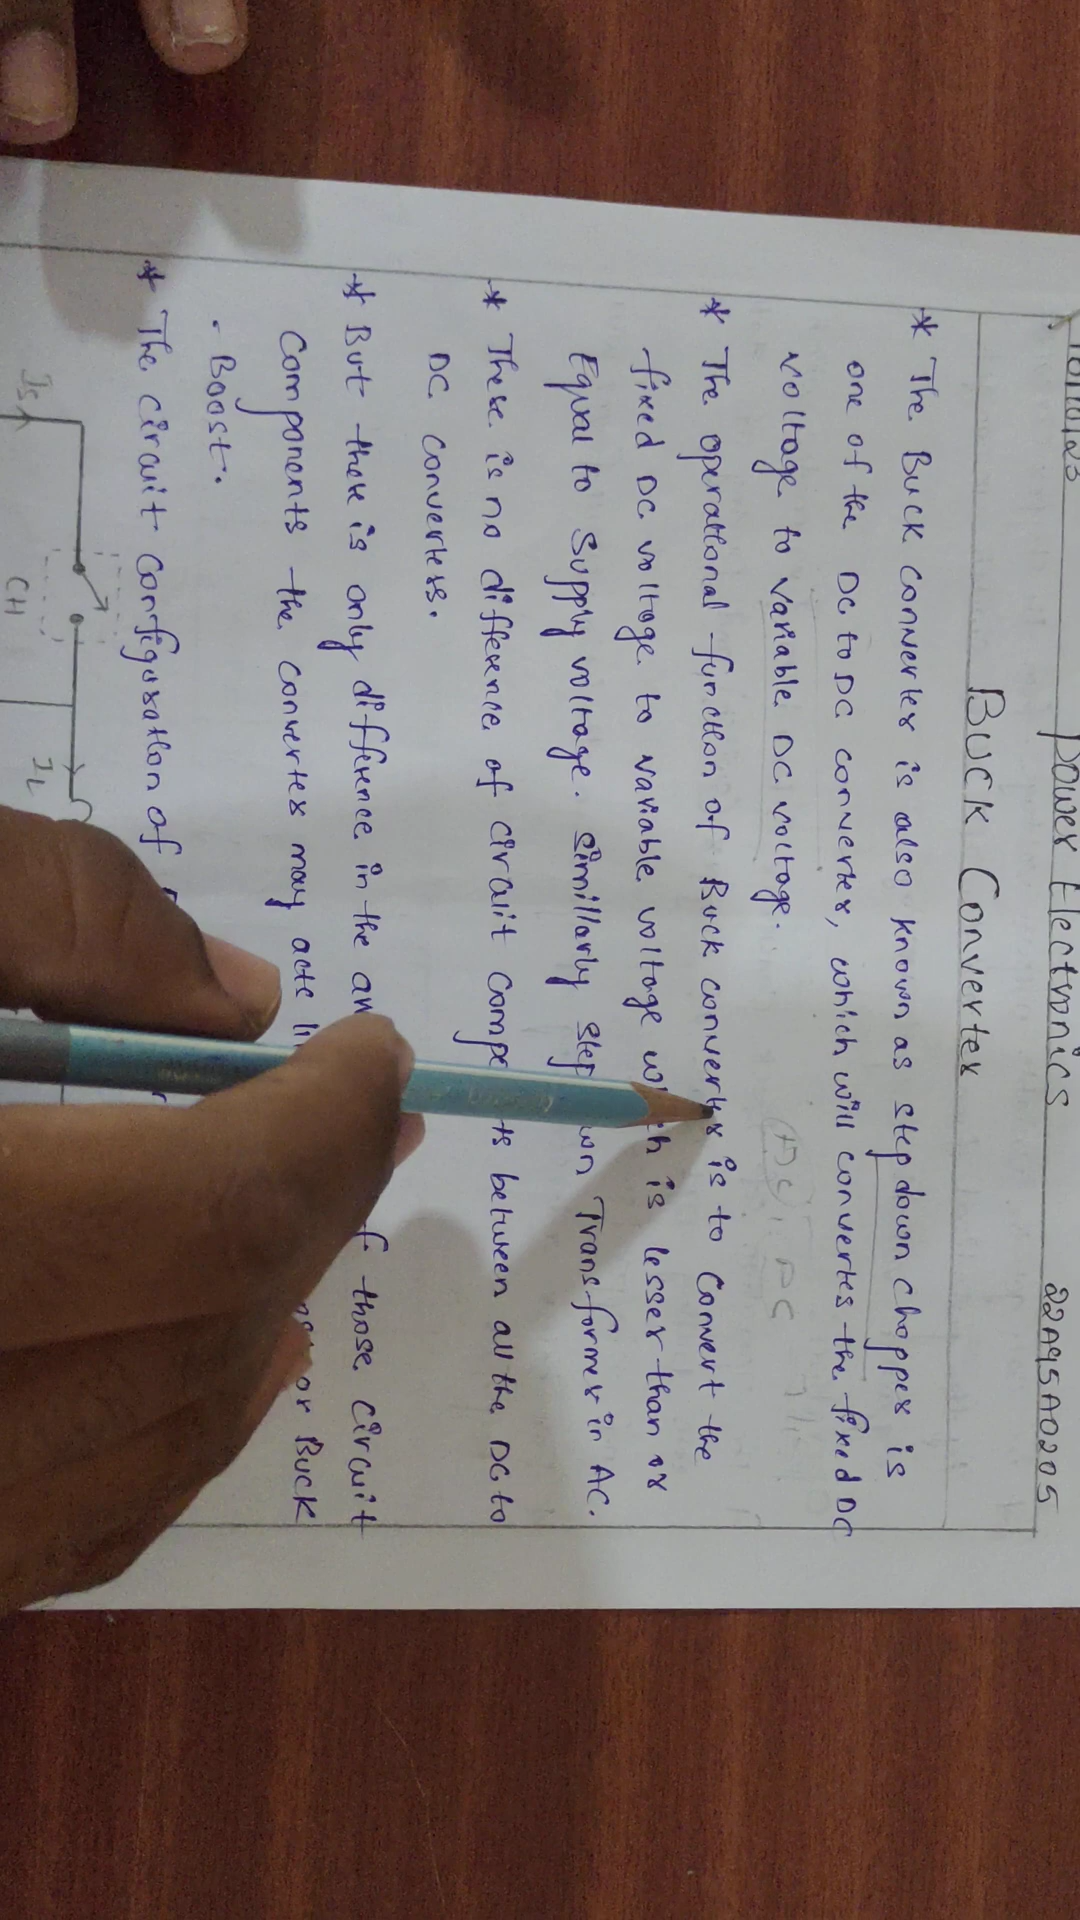 Power Electronics
22A95A0205
Buck Converter
* The Buck converter is also known as step down chopper is
one of the DC to DC converter, which will convertes the fixed DC
voltage to variable DC voltage.
* The operational function of Buck converter is to Convert the
fixed DC voltage to variable voltage which is lesser than or
Equal to Supply voltage. similarly step down Transformer in AC.
* There is no difference of circuit Components between all the DC to
DC converters.
* But there is only difference in the of those circuit
Components the converter may acts or Buck
- Boost.
* The circuit Configuration of
Is
CH
IL